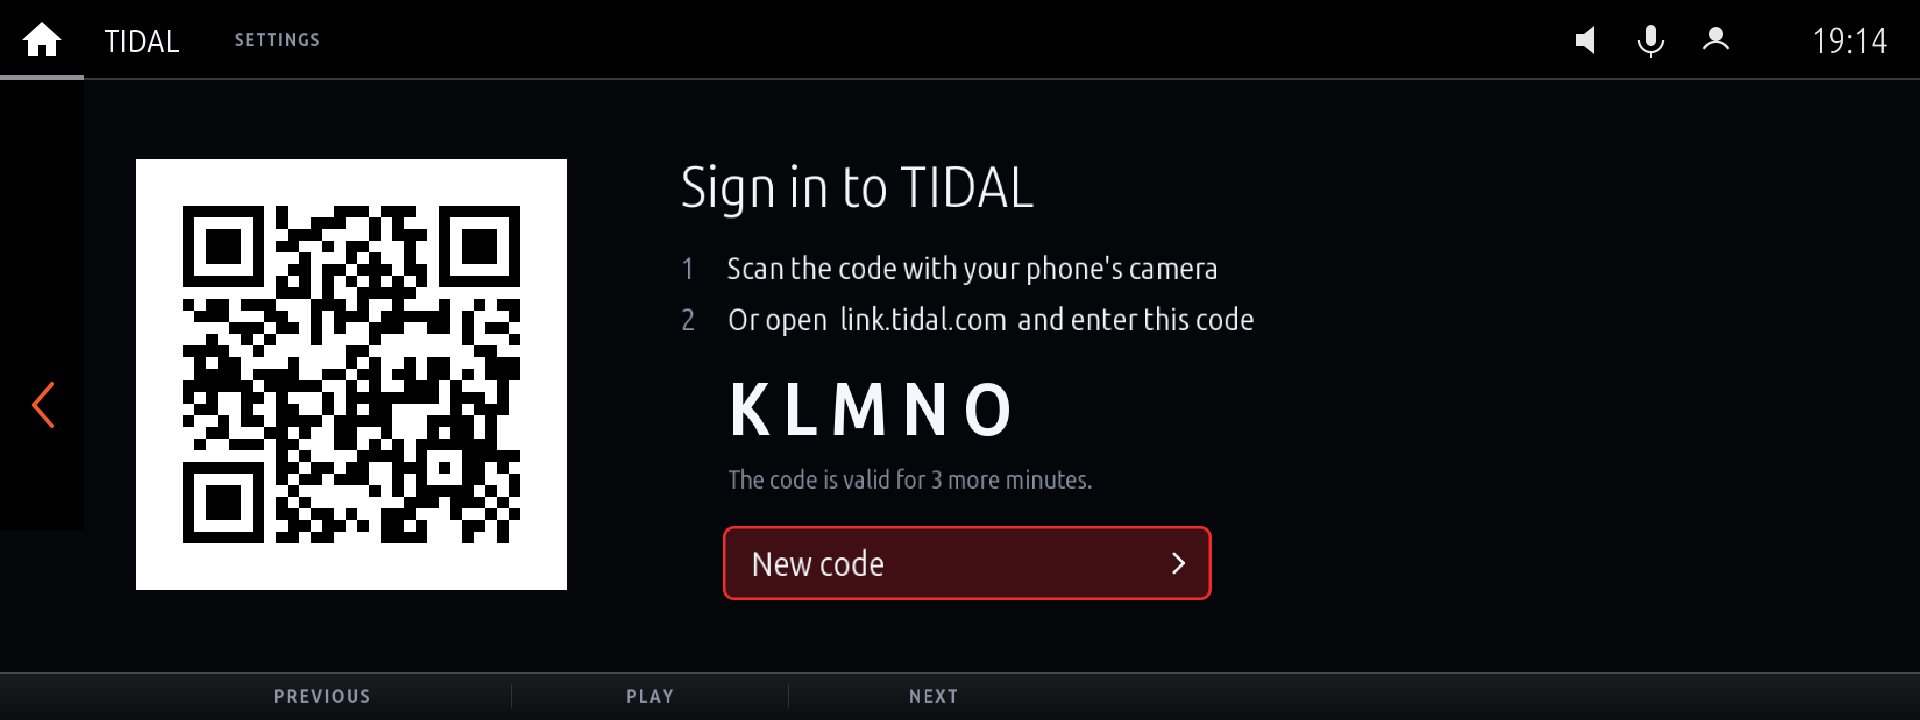 TIDAL
SETTINGS
19:14
Sign in to TIDAL
1 Scan the code with your phone's camera
2 Or open link.tidal.com and enter this code
KLMNO
The code is valid for 3 more minutes.
New code
PREVIOUS
PLAY
NEXT